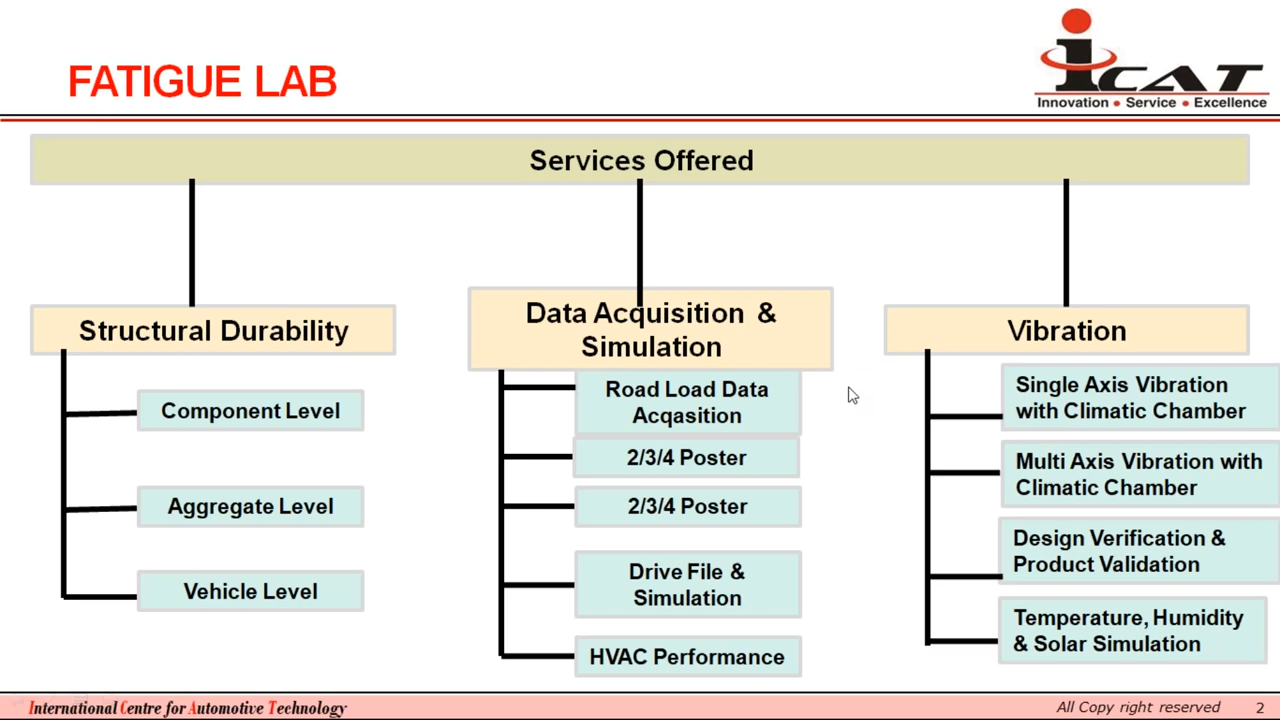 FATIGUE LAB
iCAT
Innovation • Service • Excellence
Services Offered
Structural Durability
Component Level
Aggregate Level
Vehicle Level
Data Acquisition &
Simulation
Road Load Data
Acqasition
2/3/4 Poster
2/3/4 Poster
Drive File &
Simulation
HVAC Performance
Vibration
Single Axis Vibration
with Climatic Chamber
Multi Axis Vibration with
Climatic Chamber
Design Verification &
Product Validation
Temperature, Humidity
& Solar Simulation
International Centre for Automotive Technology
All Copy right reserved
2